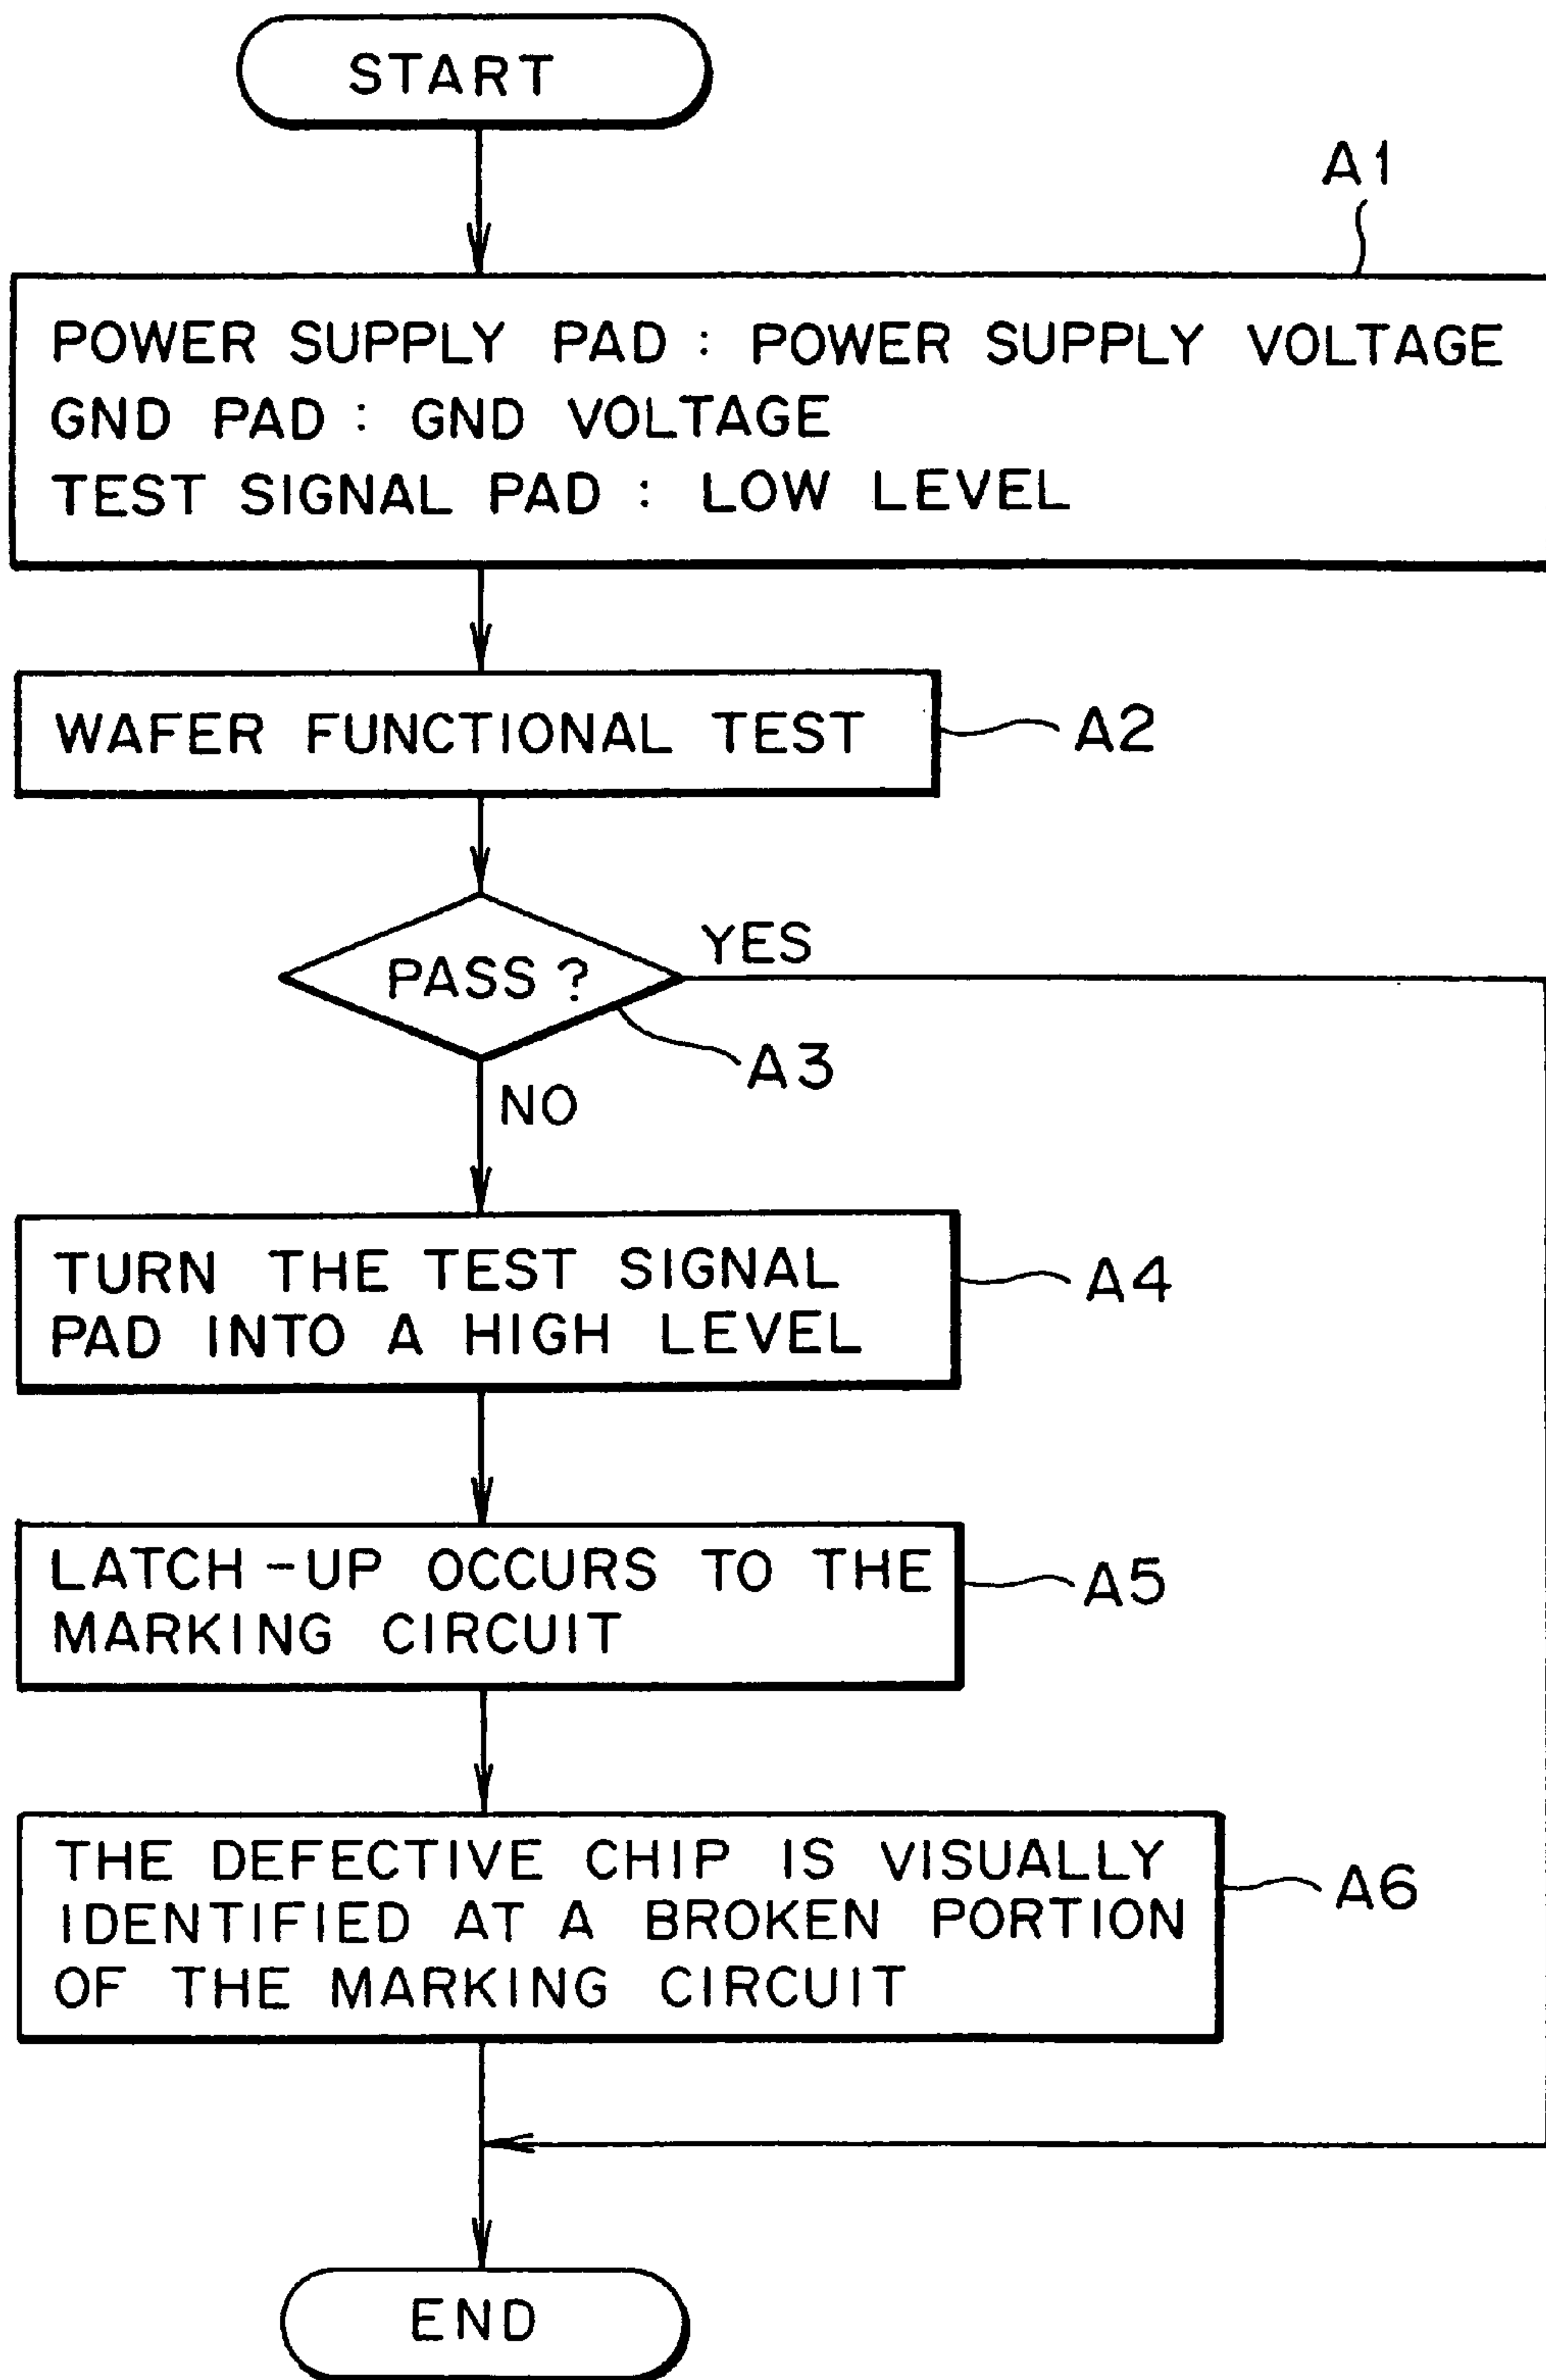 START
A1
POWER SUPPLY PAD : POWER SUPPLY VOLTAGE
GND PAD : GND VOLTAGE
TEST SIGNAL PAD : LOW LEVEL
WAFER FUNCTIONAL TEST
A2
YES
PASS ?
A3
NO
TURN THE TEST SIGNAL
PAD INTO A HIGH LEVEL
A4
LATCH-UP OCCURS TO THE
MARKING CIRCUIT
A5
THE DEFECTIVE CHIP IS VISUALLY
IDENTIFIED AT A BROKEN PORTION
OF THE MARKING CIRCUIT
A6
END